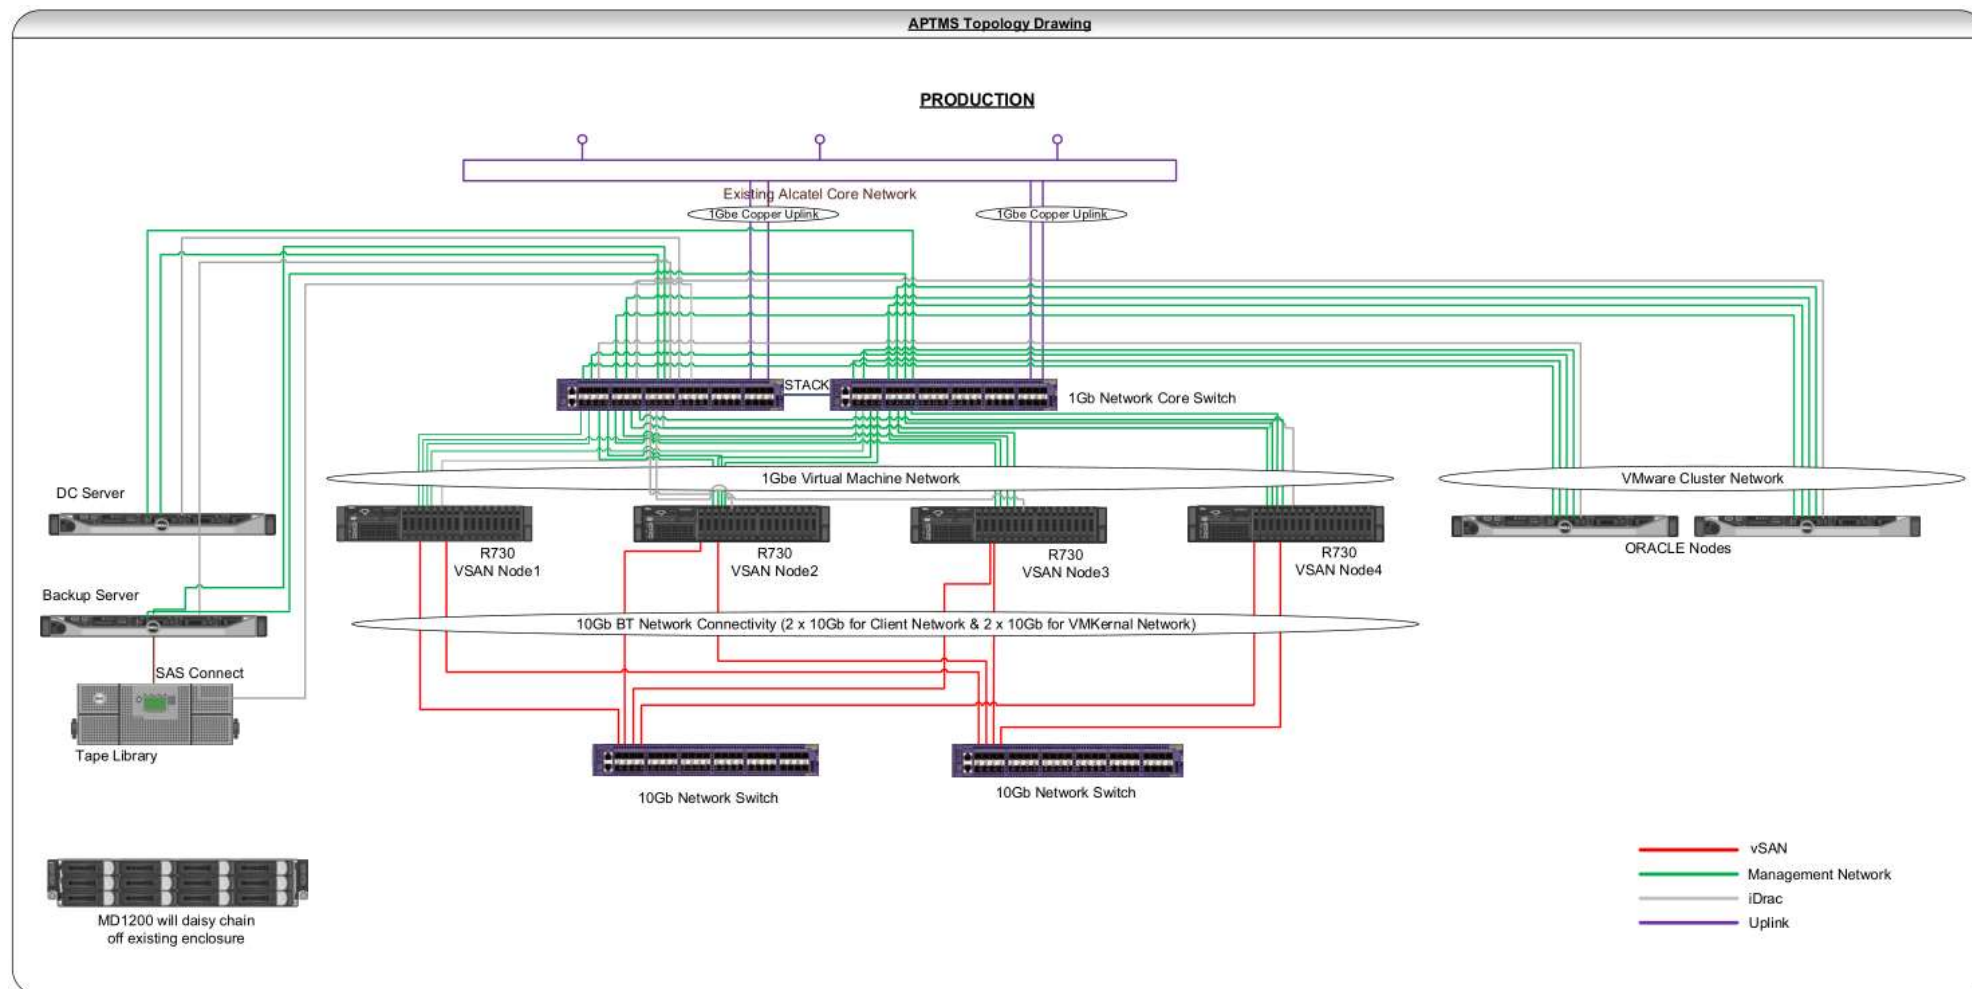 APTMS Topology Drawing
PRODUCTION
Existing Alcatel Core Network
1Gbe Copper Uplink
1Gbe Copper Uplink
STACK
1Gb Network Core Switch
1Gbe Virtual Machine Network
VMware Cluster Network
DC Server
R730
VSAN Node1
R730
VSAN Node2
R730
VSAN Node3
R730
VSAN Node4
ORACLE Nodes
Backup Server
10Gb BT Network Connectivity (2 x 10Gb for Client Network & 2 x 10Gb for VMKernal Network)
SAS Connect
Tape Library
10Gb Network Switch
10Gb Network Switch
MD1200 will daisy chain
off existing enclosure
vSAN
Management Network
iDrac
Uplink